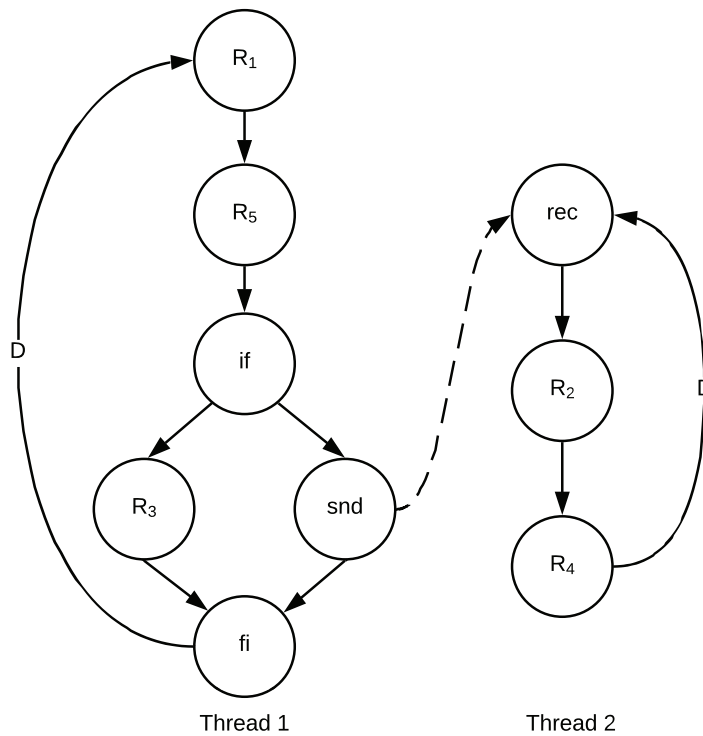 R₁
R₅
rec
if
D
R₂
R₃
snd
R₄
fi
Thread 1
Thread 2